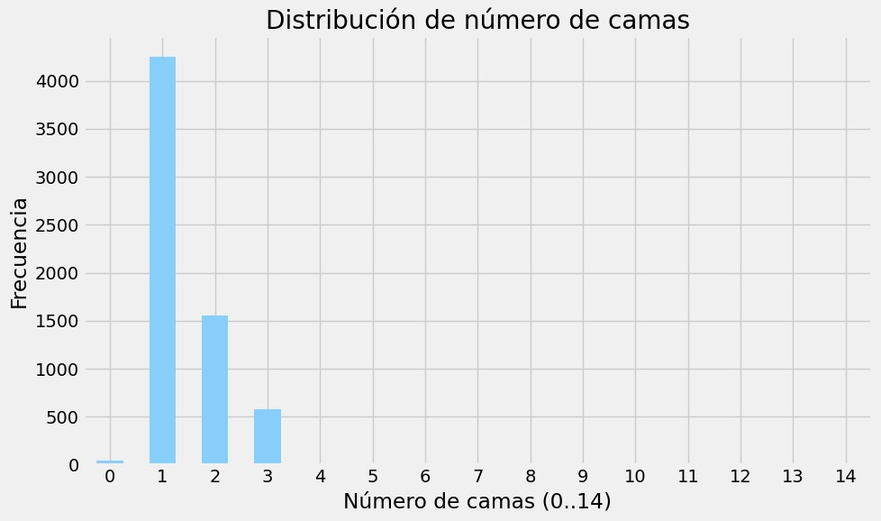 Distribución de número de camas
Frecuencia
4000
3500
3000
2500
2000
1500
1000
500
0
0 1 2 3 4 5 6 7 8 9 10 11 12 13 14
Número de camas (0..14)